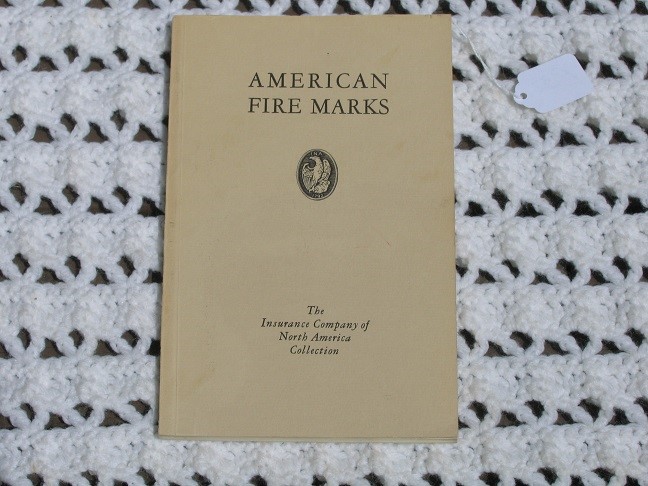 AMERICAN
FIRE MARKS
The
Insurance Company of
North America
Collection